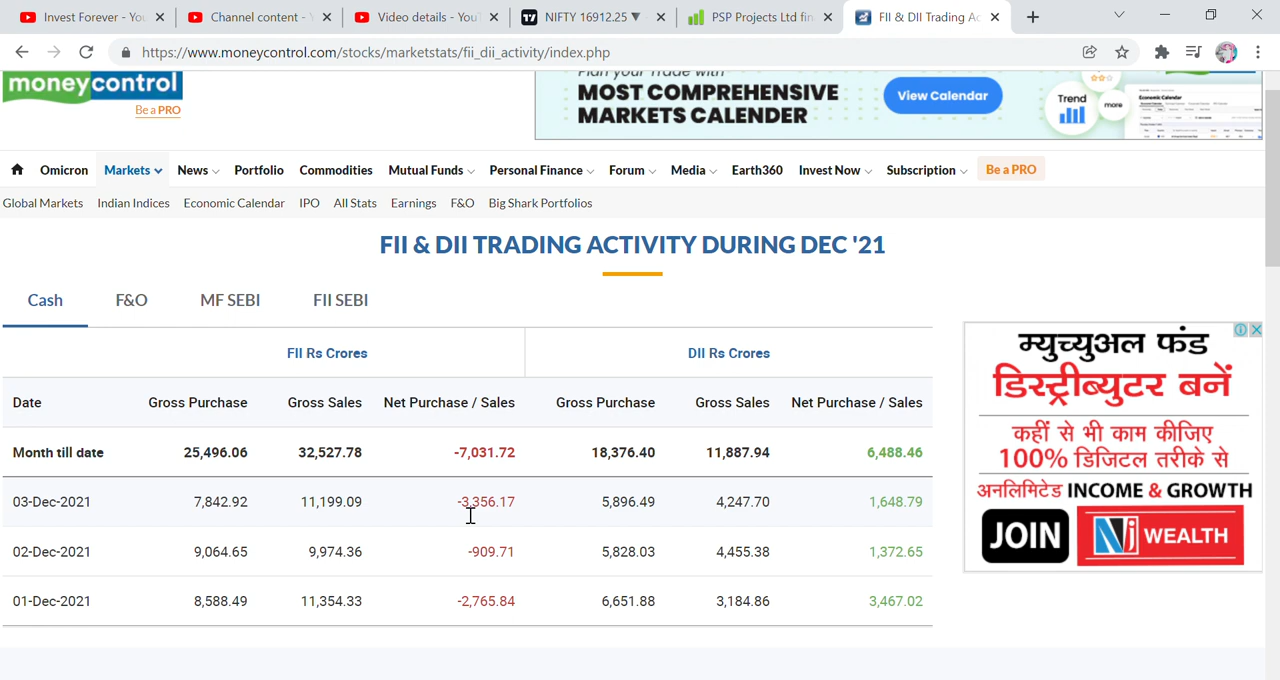 Invest Forever - You
Channel content - Y
Video details - YouT
NIFTY 16912.25 ▼
PSP Projects Ltd fin
FII & DII Trading Ac
https://www.moneycontrol.com/stocks/marketstats/fii_dii_activity/index.php
moneycontrol
Be a PRO
Plan your Trade with
MOST COMPREHENSIVE
MARKETS CALENDER
View Calendar
Trend
more
Economic Calendar
Omicron Markets News Portfolio Commodities Mutual Funds Personal Finance Forum Media Earth360 Invest Now Subscription Be a PRO
Global Markets Indian Indices Economic Calendar IPO All Stats Earnings F&O Big Shark Portfolios
FII & DII TRADING ACTIVITY DURING DEC '21
Cash F&O MF SEBI FII SEBI
FII Rs Crores DII Rs Crores
Date Gross Purchase Gross Sales Net Purchase / Sales Gross Purchase Gross Sales Net Purchase / Sales
Month till date 25,496.06 32,527.78 -7,031.72 18,376.40 11,887.94 6,488.46
03-Dec-2021 7,842.92 11,199.09 -3,356.17 5,896.49 4,247.70 1,648.79
02-Dec-2021 9,064.65 9,974.36 -909.71 5,828.03 4,455.38 1,372.65
01-Dec-2021 8,588.49 11,354.33 -2,765.84 6,651.88 3,184.86 3,467.02
म्युच्युअल फंड
डिस्ट्रीब्युटर बनें
कहीं से भी काम कीजिए
100% डिजिटल तरीके से
अनलिमिटेड INCOME & GROWTH
JOIN Nj WEALTH